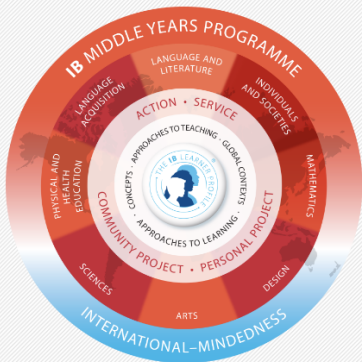 IB MIDDLE YEARS PROGRAMME
LANGUAGE AND
LITERATURE
LANGUAGE
ACQUISITION
INDIVIDUALS
AND SOCIETIES
PHYSICAL AND
HEALTH
EDUCATION
MATHEMATICS
SCIENCES
DESIGN
ARTS
ACTION • SERVICE
COMMUNITY PROJECT • PERSONAL PROJECT
APPROACHES TO TEACHING · GLOBAL CONTEXTS ·
CONCEPTS · APPROACHES TO LEARNING ·
THE IB LEARNER PROFILE
INTERNATIONAL–MINDEDNESS